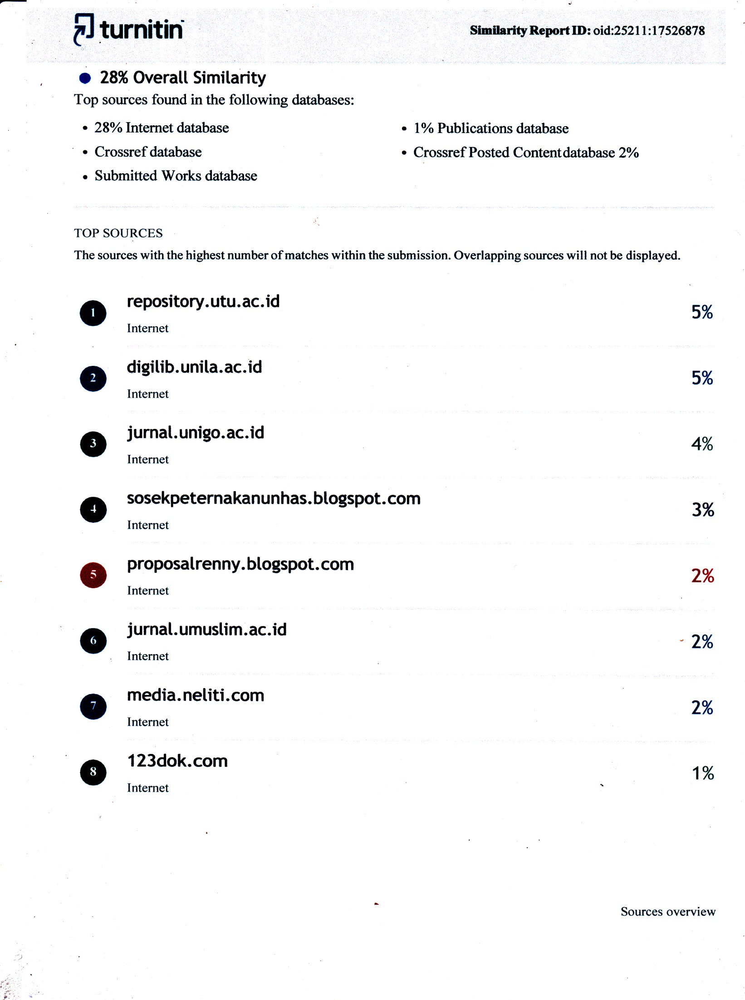 turnitin
Similarity Report ID: oid:25211:17526878
28% Overall Similarity
Top sources found in the following databases:
• 28% Internet database
• 1% Publications database
• Crossref database
• Crossref Posted Content database 2%
• Submitted Works database
TOP SOURCES
The sources with the highest number of matches within the submission. Overlapping sources will not be displayed.
1
repository.utu.ac.id
5%
Internet
2
digilib.unila.ac.id
5%
Internet
3
jurnal.unigo.ac.id
4%
Internet
4
sosekpeternakanunhas.blogspot.com
3%
Internet
5
proposalrenny.blogspot.com
2%
Internet
6
jurnal.umuslim.ac.id
2%
Internet
7
media.neliti.com
2%
Internet
8
123dok.com
1%
Internet
Sources overview